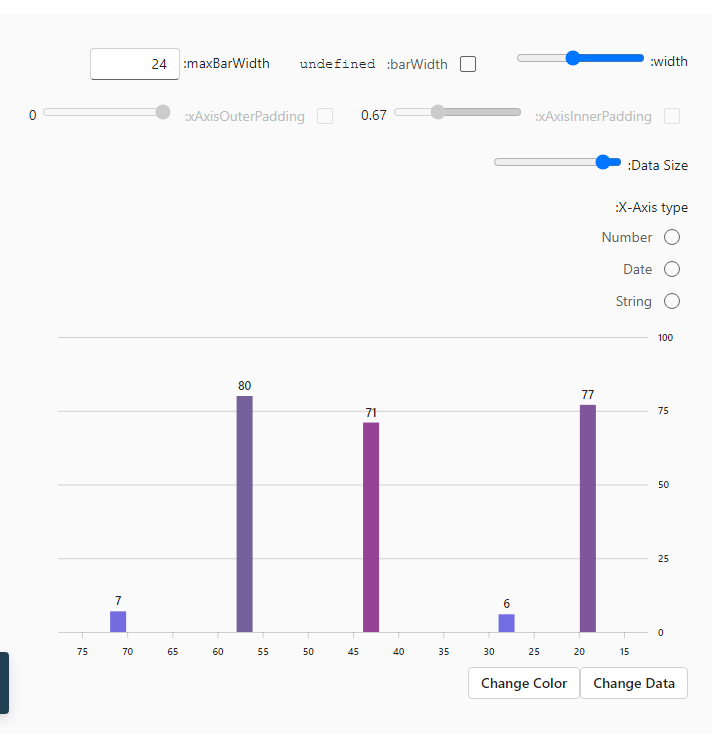 width:
barWidth: undefined
maxBarWidth: 24
xAxisInnerPadding: 0.67
xAxisOuterPadding: 0
Data Size:
X-Axis type:
Number
Date
String
100
75
50
25
0
80
77
71
7
6
75 70 65 60 55 50 45 40 35 30 25 20 15
Change Color Change Data